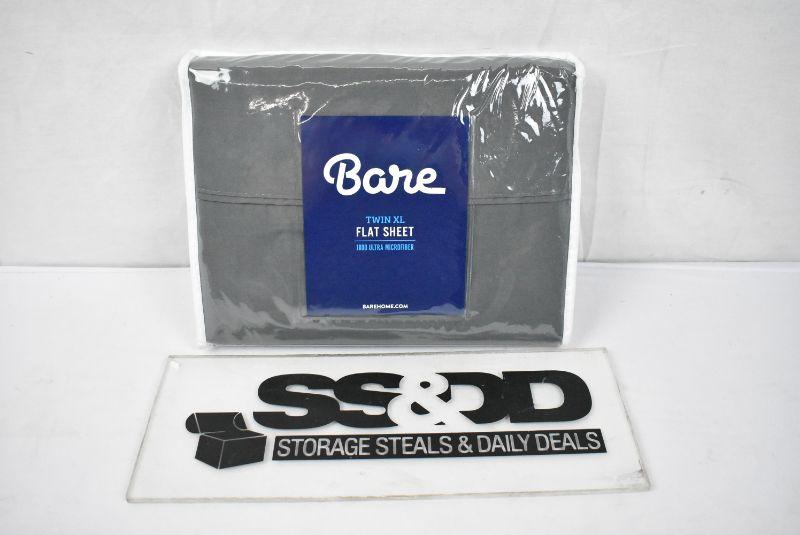 Bare
TWIN XL
FLAT SHEET
1800 ULTRA MICROFIBER
BAREHOME.COM
SS&DD
STORAGE STEALS & DAILY DEALS